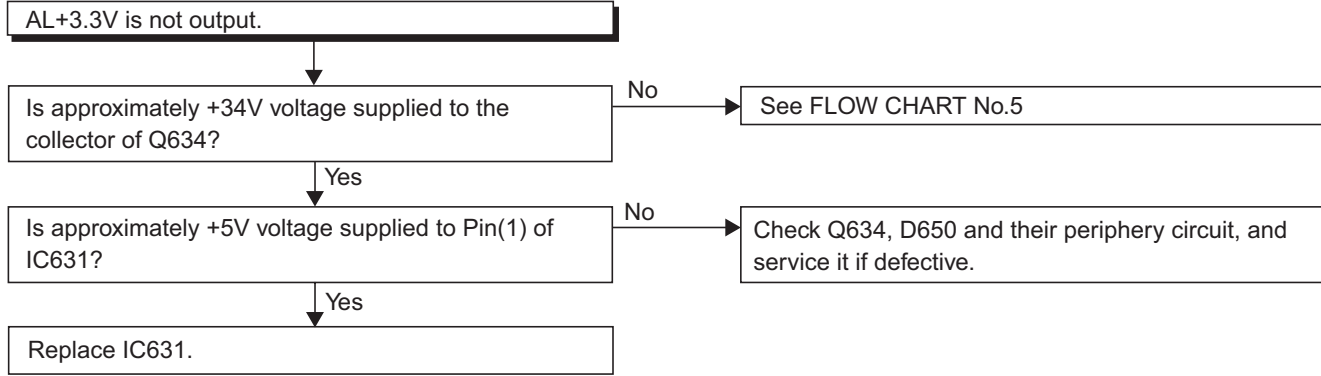 AL+3.3V is not output.
Is approximately +34V voltage supplied to the
collector of Q634?
No
See FLOW CHART No.5
Yes
Is approximately +5V voltage supplied to Pin(1) of
IC631?
No
Check Q634, D650 and their periphery circuit, and
service it if defective.
Yes
Replace IC631.